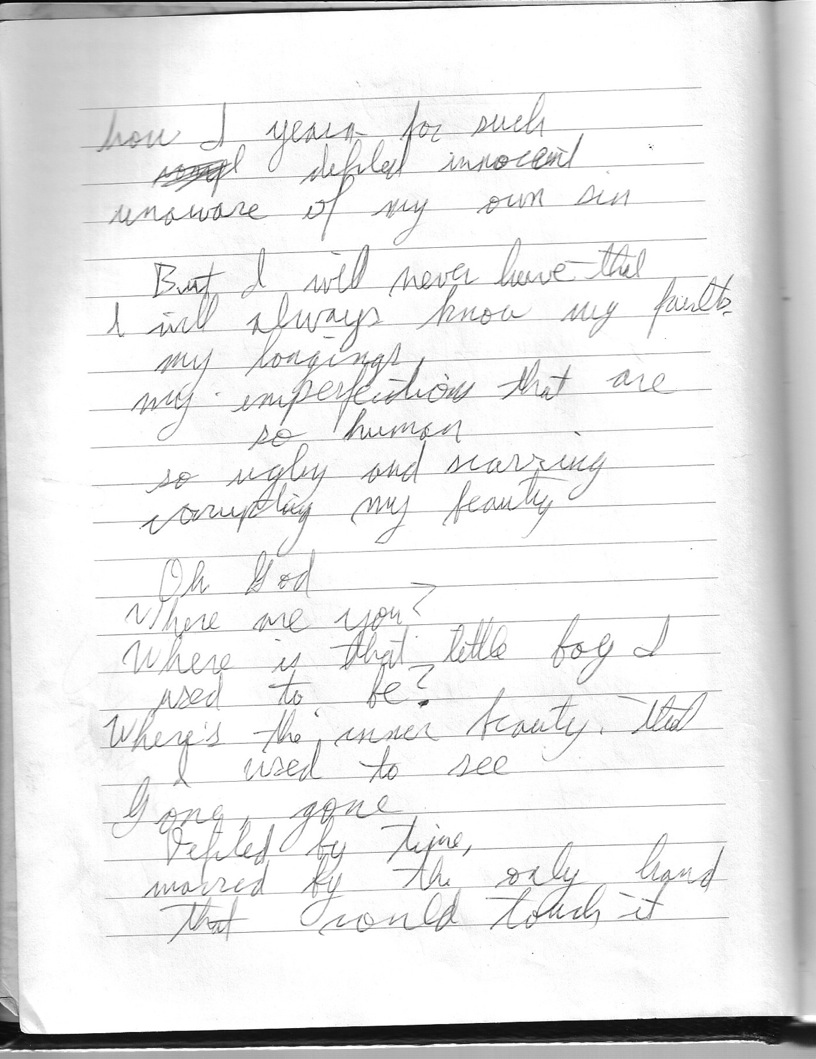 how I yearn for such
defiled innocent
unaware of my own sin
But I will never have that
I will always know my faults
my longings,
my imperfections that are
so human
so ugly and scarring
corrupting my beauty
Oh God
Where are you?
Where is that little boy I
used to be?
Where's the inner beauty that
I used to see
Gone, gone
Defiled by time,
marred by the only hand
that could touch it